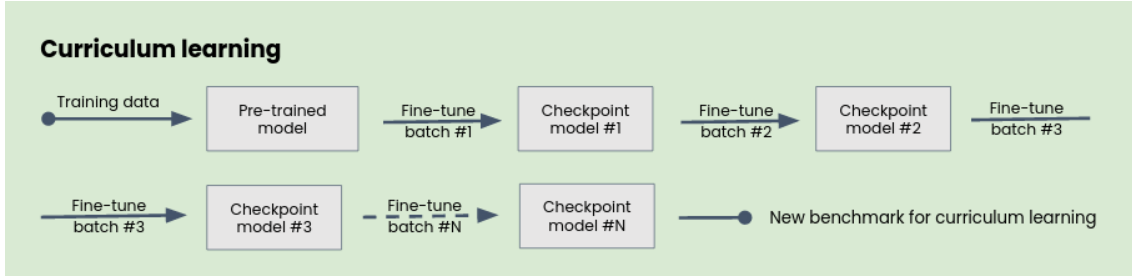 Curriculum learning
Training data
Pre-trained
model
Fine-tune
batch #1
Checkpoint
model #1
Fine-tune
batch #2
Checkpoint
model #2
Fine-tune
batch #3
Fine-tune
batch #3
Checkpoint
model #3
Fine-tune
batch #N
Checkpoint
model #N
New benchmark for curriculum learning